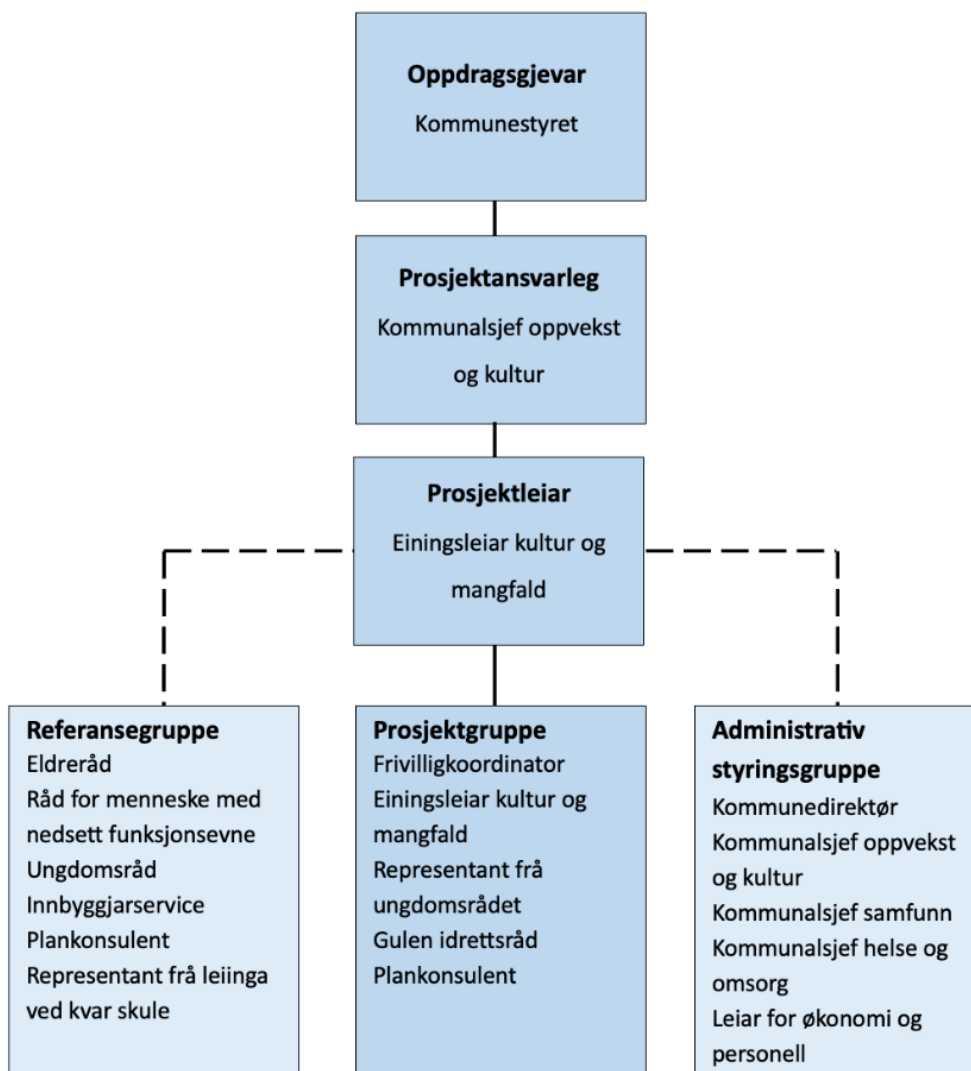 Oppdragsgjevar
Kommunestyret
Prosjektansvarleg
Kommunalsjef oppvekst
og kultur
Prosjektleiar
Einingsleiar kultur og
mangfald
Referansegruppe
Eldreråd
Råd for menneske med
nedsett funksjonsevne
Ungdomsråd
Innbyggjarservice
Plankonsulent
Representant frå leiinga
ved kvar skule
Prosjektgruppe
Frivilligkoordinator
Einingsleiar kultur og
mangfald
Representant frå
ungdomsrådet
Gulen idrettsråd
Plankonsulent
Administrativ
styringsgruppe
Kommunedirektør
Kommunalsjef oppvekst
og kultur
Kommunalsjef samfunn
Kommunalsjef helse og
omsorg
Leiar for økonomi og
personell